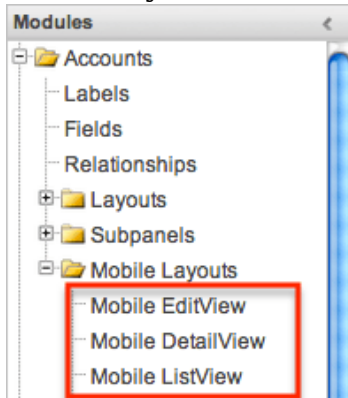 Modules
Accounts
Labels
Fields
Relationships
Layouts
Subpanels
Mobile Layouts
Mobile EditView
Mobile DetailView
Mobile ListView